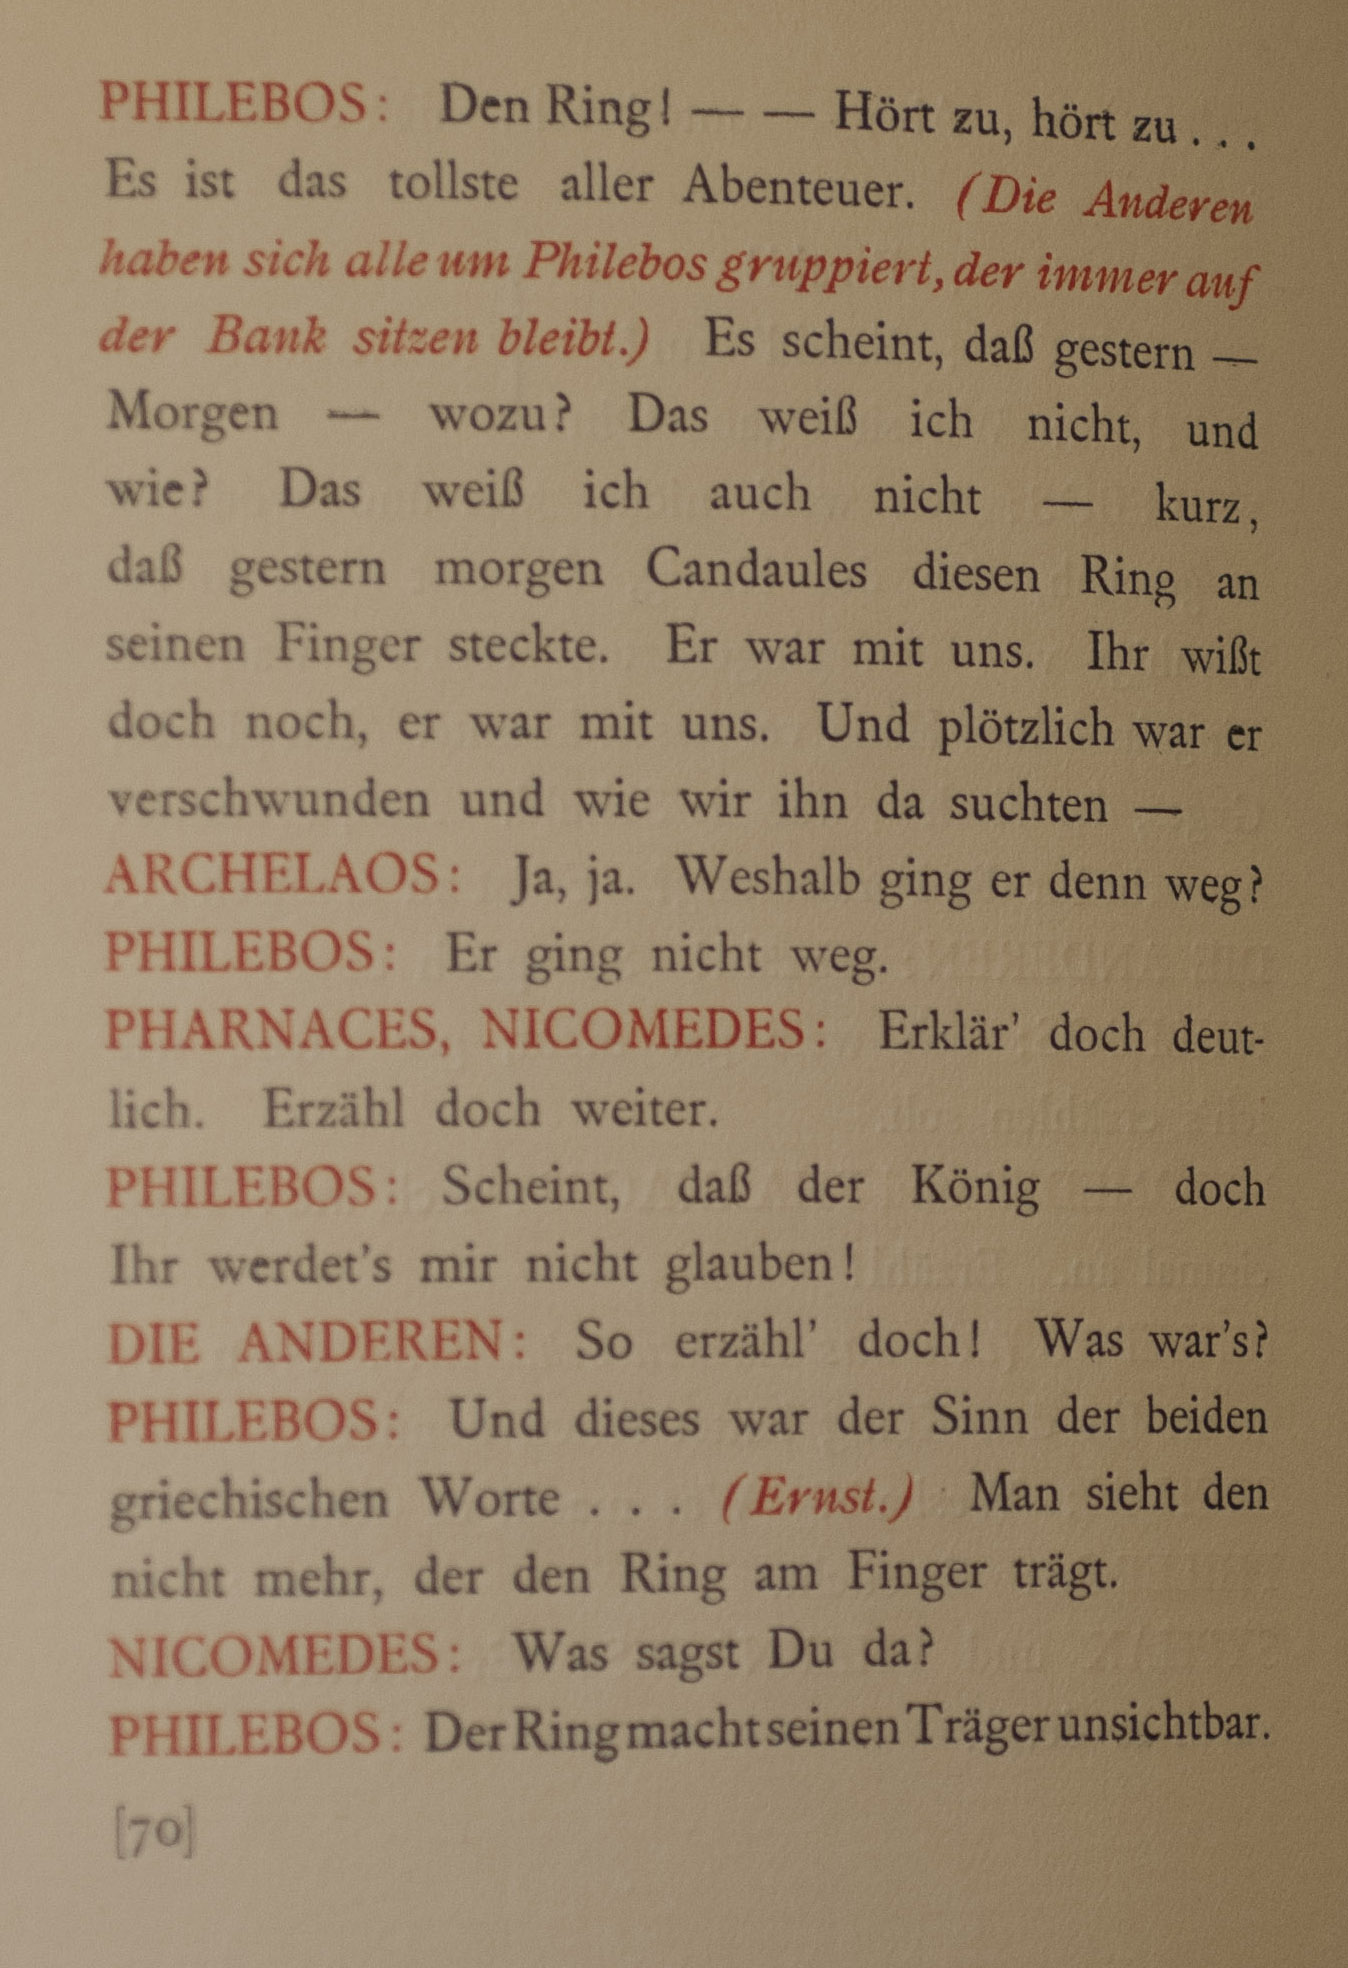 PHILEBOS: Den Ring! — — Hört zu, hört zu . . .
Es ist das tollste aller Abenteuer. (Die Anderen
haben sich alle um Philebos gruppiert, der immer auf
der Bank sitzen bleibt.) Es scheint, daß gestern —
Morgen — wozu? Das weiß ich nicht, und
wie? Das weiß ich auch nicht — kurz,
daß gestern morgen Candaules diesen Ring an
seinen Finger steckte. Er war mit uns. Ihr wißt
doch noch, er war mit uns. Und plötzlich war er
verschwunden und wie wir ihn da suchten —
ARCHELAOS: Ja, ja. Weshalb ging er denn weg?
PHILEBOS: Er ging nicht weg.
PHARNACES, NICOMEDES: Erklär’ doch deut-
lich. Erzähl doch weiter.
PHILEBOS: Scheint, daß der König — doch
Ihr werdet’s mir nicht glauben!
DIE ANDEREN: So erzähl’ doch! Was war’s?
PHILEBOS: Und dieses war der Sinn der beiden
griechischen Worte . . . (Ernst.) Man sieht den
nicht mehr, der den Ring am Finger trägt.
NICOMEDES: Was sagst Du da?
PHILEBOS: Der Ring macht seinen Träger unsichtbar.
[70]